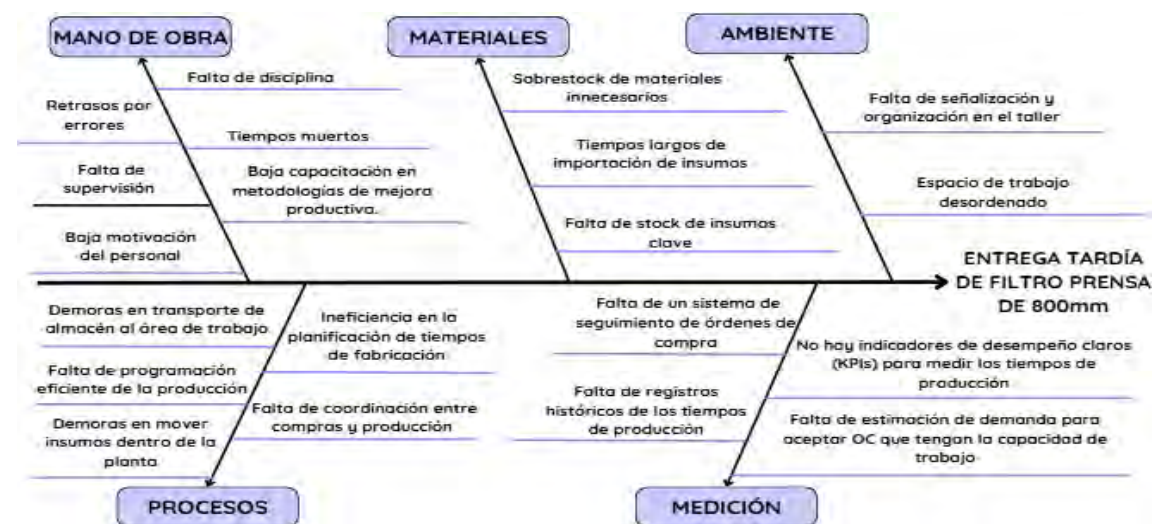 MANO DE OBRA
MATERIALES
AMBIENTE
Falta de disciplina
Retrasos por
errores
Tiempos muertos
Falta de
supervisión
Baja capacitación en
metodologías de mejora
productiva.
Baja motivación
del personal
Sobrestock de materiales
innecesarios
Tiempos largos de
importación de insumos
Falta de stock de insumos
clave
Falta de señalización y
organización en el taller
Espacio de trabajo
desordenado
ENTREGA TARDÍA
DE FILTRO PRENSA
DE 800mm
Demoras en transporte de
almacén al área de trabajo
Falta de programación
eficiente de la producción
Demoras en mover
insumos dentro de la
planta
Ineficiencia en la
planificación de tiempos
de fabricación
Falta de coordinación entre
compras y producción
Falta de un sistema de
seguimiento de órdenes de
compra
Falta de registros
históricos de los tiempos
de producción
No hay indicadores de desempeño claros
(KPIs) para medir los tiempos de
producción
Falta de estimación de demanda para
aceptar OC que tengan la capacidad de
trabajo
PROCESOS
MEDICIÓN